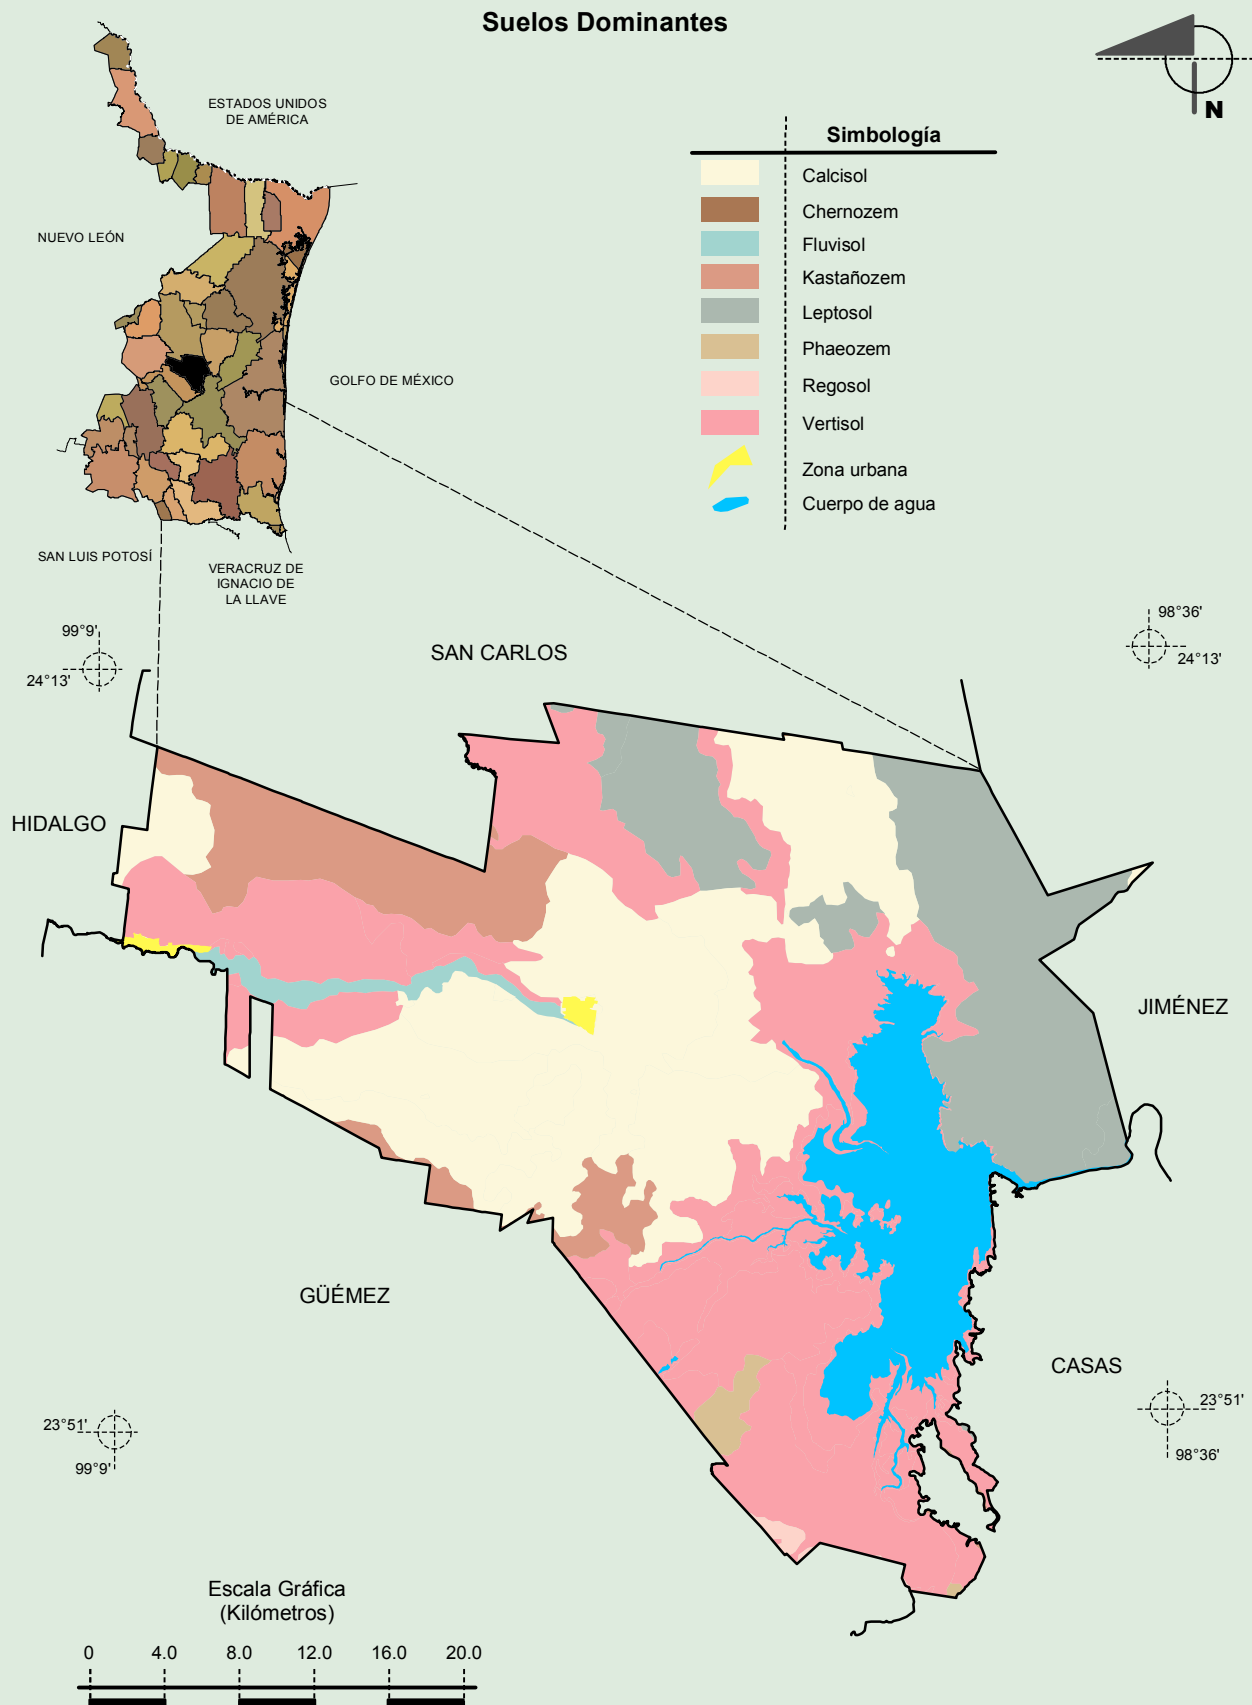 Suelos Dominantes
N
ESTADOS UNIDOS
DE AMÉRICA
NUEVO LEÓN
GOLFO DE MÉXICO
SAN LUIS POTOSÍ
VERACRUZ DE
IGNACIO DE
LA LLAVE
Simbología
Calcisol
Chernozem
Fluvisol
Kastañozem
Leptosol
Phaeozem
Regosol
Vertisol
Zona urbana
Cuerpo de agua
99°9'
24°13'
98°36'
24°13'
SAN CARLOS
HIDALGO
JIMÉNEZ
GÜÉMEZ
CASAS
23°51'
99°9'
23°51'
98°36'
Escala Gráfica
(Kilómetros)
0 4.0 8.0 12.0 16.0 20.0